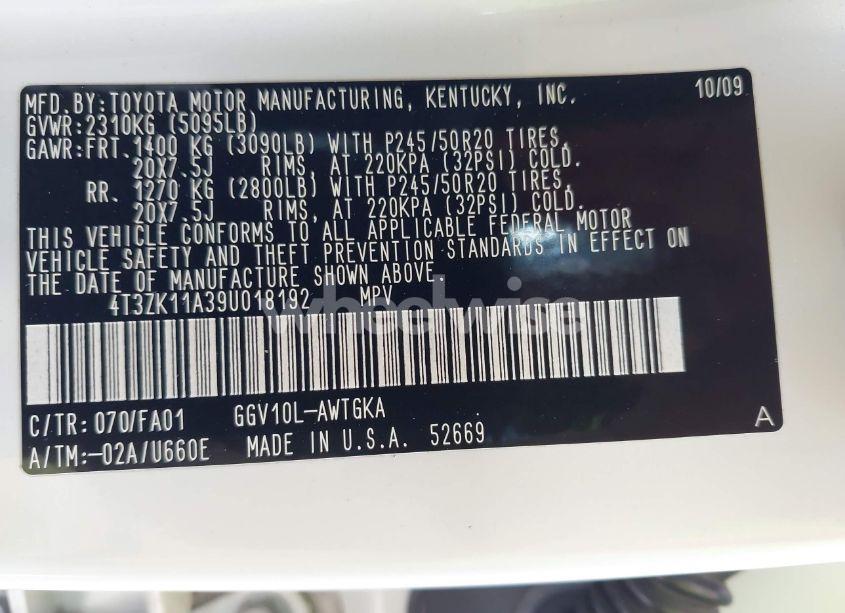 MFD.BY:TOYOTA MOTOR MANUFACTURING, KENTUCKY, INC. 10/09
GVWR:2310KG (5095LB)
GAWR:FRT.1400 KG (3090LB) WITH P245/50R20 TIRES,
20X7.5J RIMS, AT 220KPA (32PSI) COLD.
RR. 1270 KG (2800LB) WITH P245/50R20 TIRES,
20X7.5J RIMS, AT 220KPA (32PSI) COLD.
THIS VEHICLE CONFORMS TO ALL APPLICABLE FEDERAL MOTOR
VEHICLE SAFETY AND THEFT PREVENTION STANDARDS IN EFFECT ON
THE DATE OF MANUFACTURE SHOWN ABOVE.
4T3ZK11A39U018192 MPV
wheelwise
C/TR: 070/FA01 GGV10L-AWTGKA
A/TM:-02A/U660E MADE IN U.S.A. 52669 A